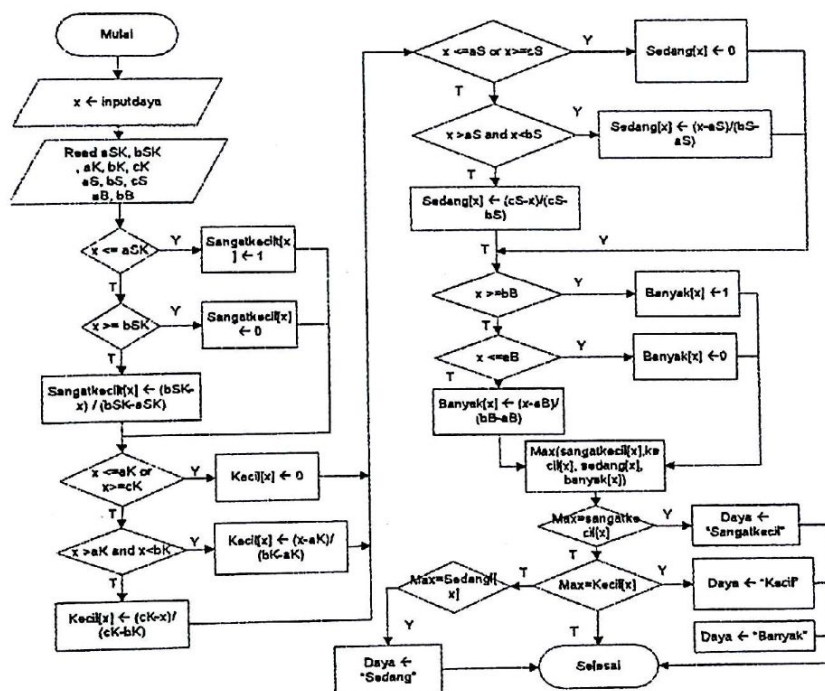 Mulai
x ← inputdaya
Read aSK, bSK
, aK, bK, cK
aS, bS, cS
aB, bB
x <= aSK
Y
Sangatkecil[x
] ← 1
T
x >= bSK
Y
Sangatkecil[x]
← 0
T
Sangatkecil[x] ← (bSK-
x) / (bSK-aSK)
x <=aK or
x>=cK
Y
Kecil[x] ← 0
T
x >aK and x<bK
Y
Kecil[x] ← (x-aK)/
(bK-aK)
T
Kecil[x] ← (cK-x)/
(cK-bK)
x <=aS or x>=cS
Y
Sedang[x] ← 0
T
x >aS and x<bS
Y
Sedang[x] ← (x-aS)/(bS-
aS)
T
Sedang[x] ← (cS-x)/(cS-
bS)
T
Y
x >=bB
Y
Banyak[x] ←1
T
x <=aB
Y
Banyak[x] ←0
T
Banyak[x] ← (x-aB)/
(bB-aB)
Max(sangatkecil[x],ke
cil[x], sedang[x],
banyak[x])
Max=sangatke
cil[x]
Y
Daya ←
"Sangatkecil"
T
Max=Sedang[[
x]
T
Max=Kecil[x]
Y
Daya ← "Kecil"
Y
T
Daya ← "Banyak"
Daya ←
"Sedang"
Selesai